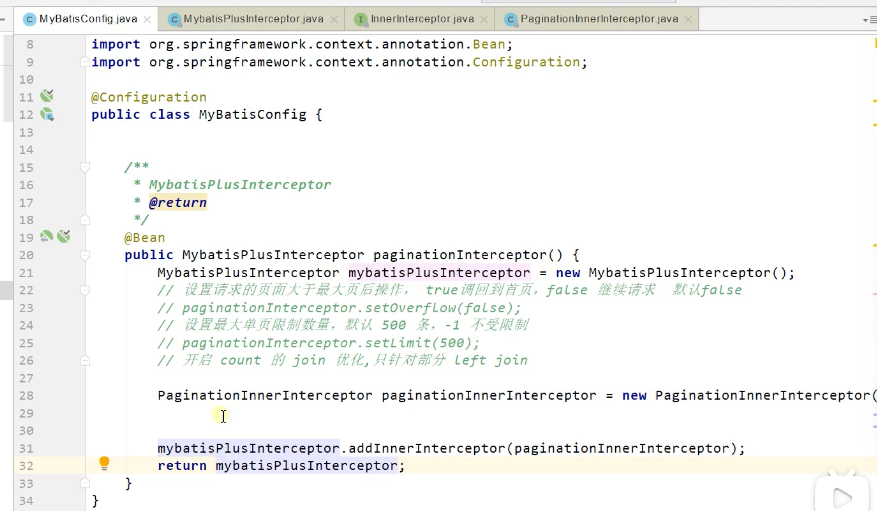 MyBatisConfig.java MybatisPlusInterceptor.java InnerInterceptor.java PaginationInnerInterceptor.java
8 import org.springframework.context.annotation.Bean;
9 import org.springframework.context.annotation.Configuration;
10
11 @Configuration
12 public class MyBatisConfig {
13
14
15 /**
16 * MybatisPlusInterceptor
17 * @return
18 */
19 @Bean
20 public MybatisPlusInterceptor paginationInterceptor() {
21 MybatisPlusInterceptor mybatisPlusInterceptor = new MybatisPlusInterceptor();
22 // 设置请求的页面大于最大页后操作, true调回到首页，false 继续请求 默认false
23 // paginationInterceptor.setOverflow(false);
24 // 设置最大单页限制数量，默认 500 条，-1 不受限制
25 // paginationInterceptor.setLimit(500);
26 // 开启 count 的 join 优化,只针对部分 left join
27
28 PaginationInnerInterceptor paginationInnerInterceptor = new PaginationInnerInterceptor(
29
30
31 mybatisPlusInterceptor.addInnerInterceptor(paginationInnerInterceptor);
32 return mybatisPlusInterceptor;
33 }
34 }